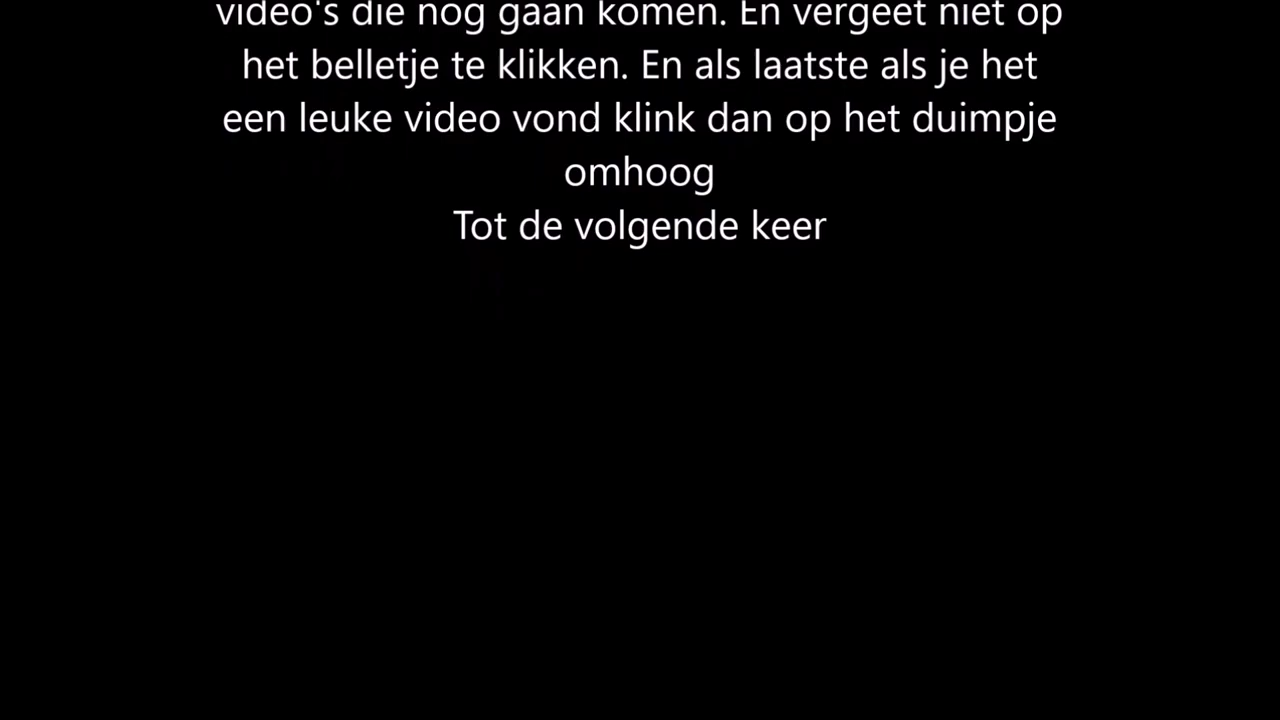 video's die nog gaan komen. En vergeet niet op
het belletje te klikken. En als laatste als je het
een leuke video vond klink dan op het duimpje
omhoog
Tot de volgende keer